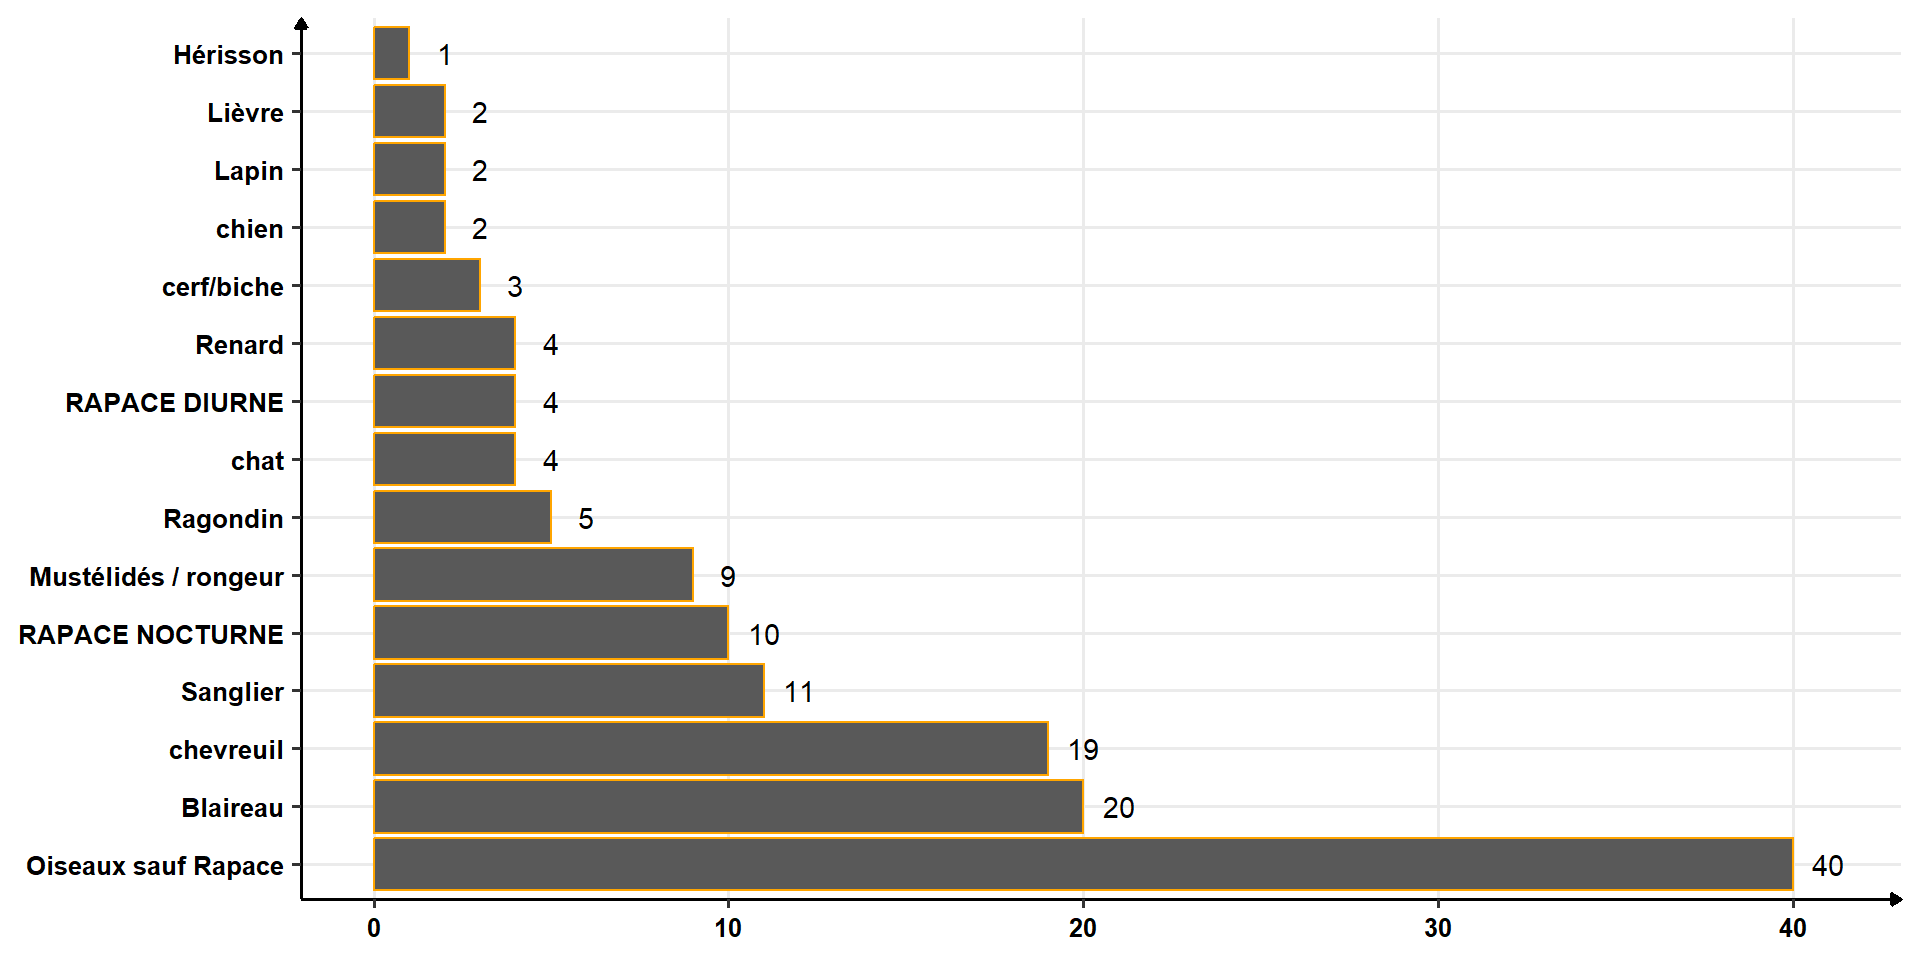 Hérisson 1
Lièvre 2
Lapin 2
chien 2
cerf/biche 3
Renard 4
RAPACE DIURNE 4
chat 4
Ragondin 5
Mustélidés / rongeur 9
RAPACE NOCTURNE 10
Sanglier 11
chevreuil 19
Blaireau 20
Oiseaux sauf Rapace 40
0 10 20 30 40